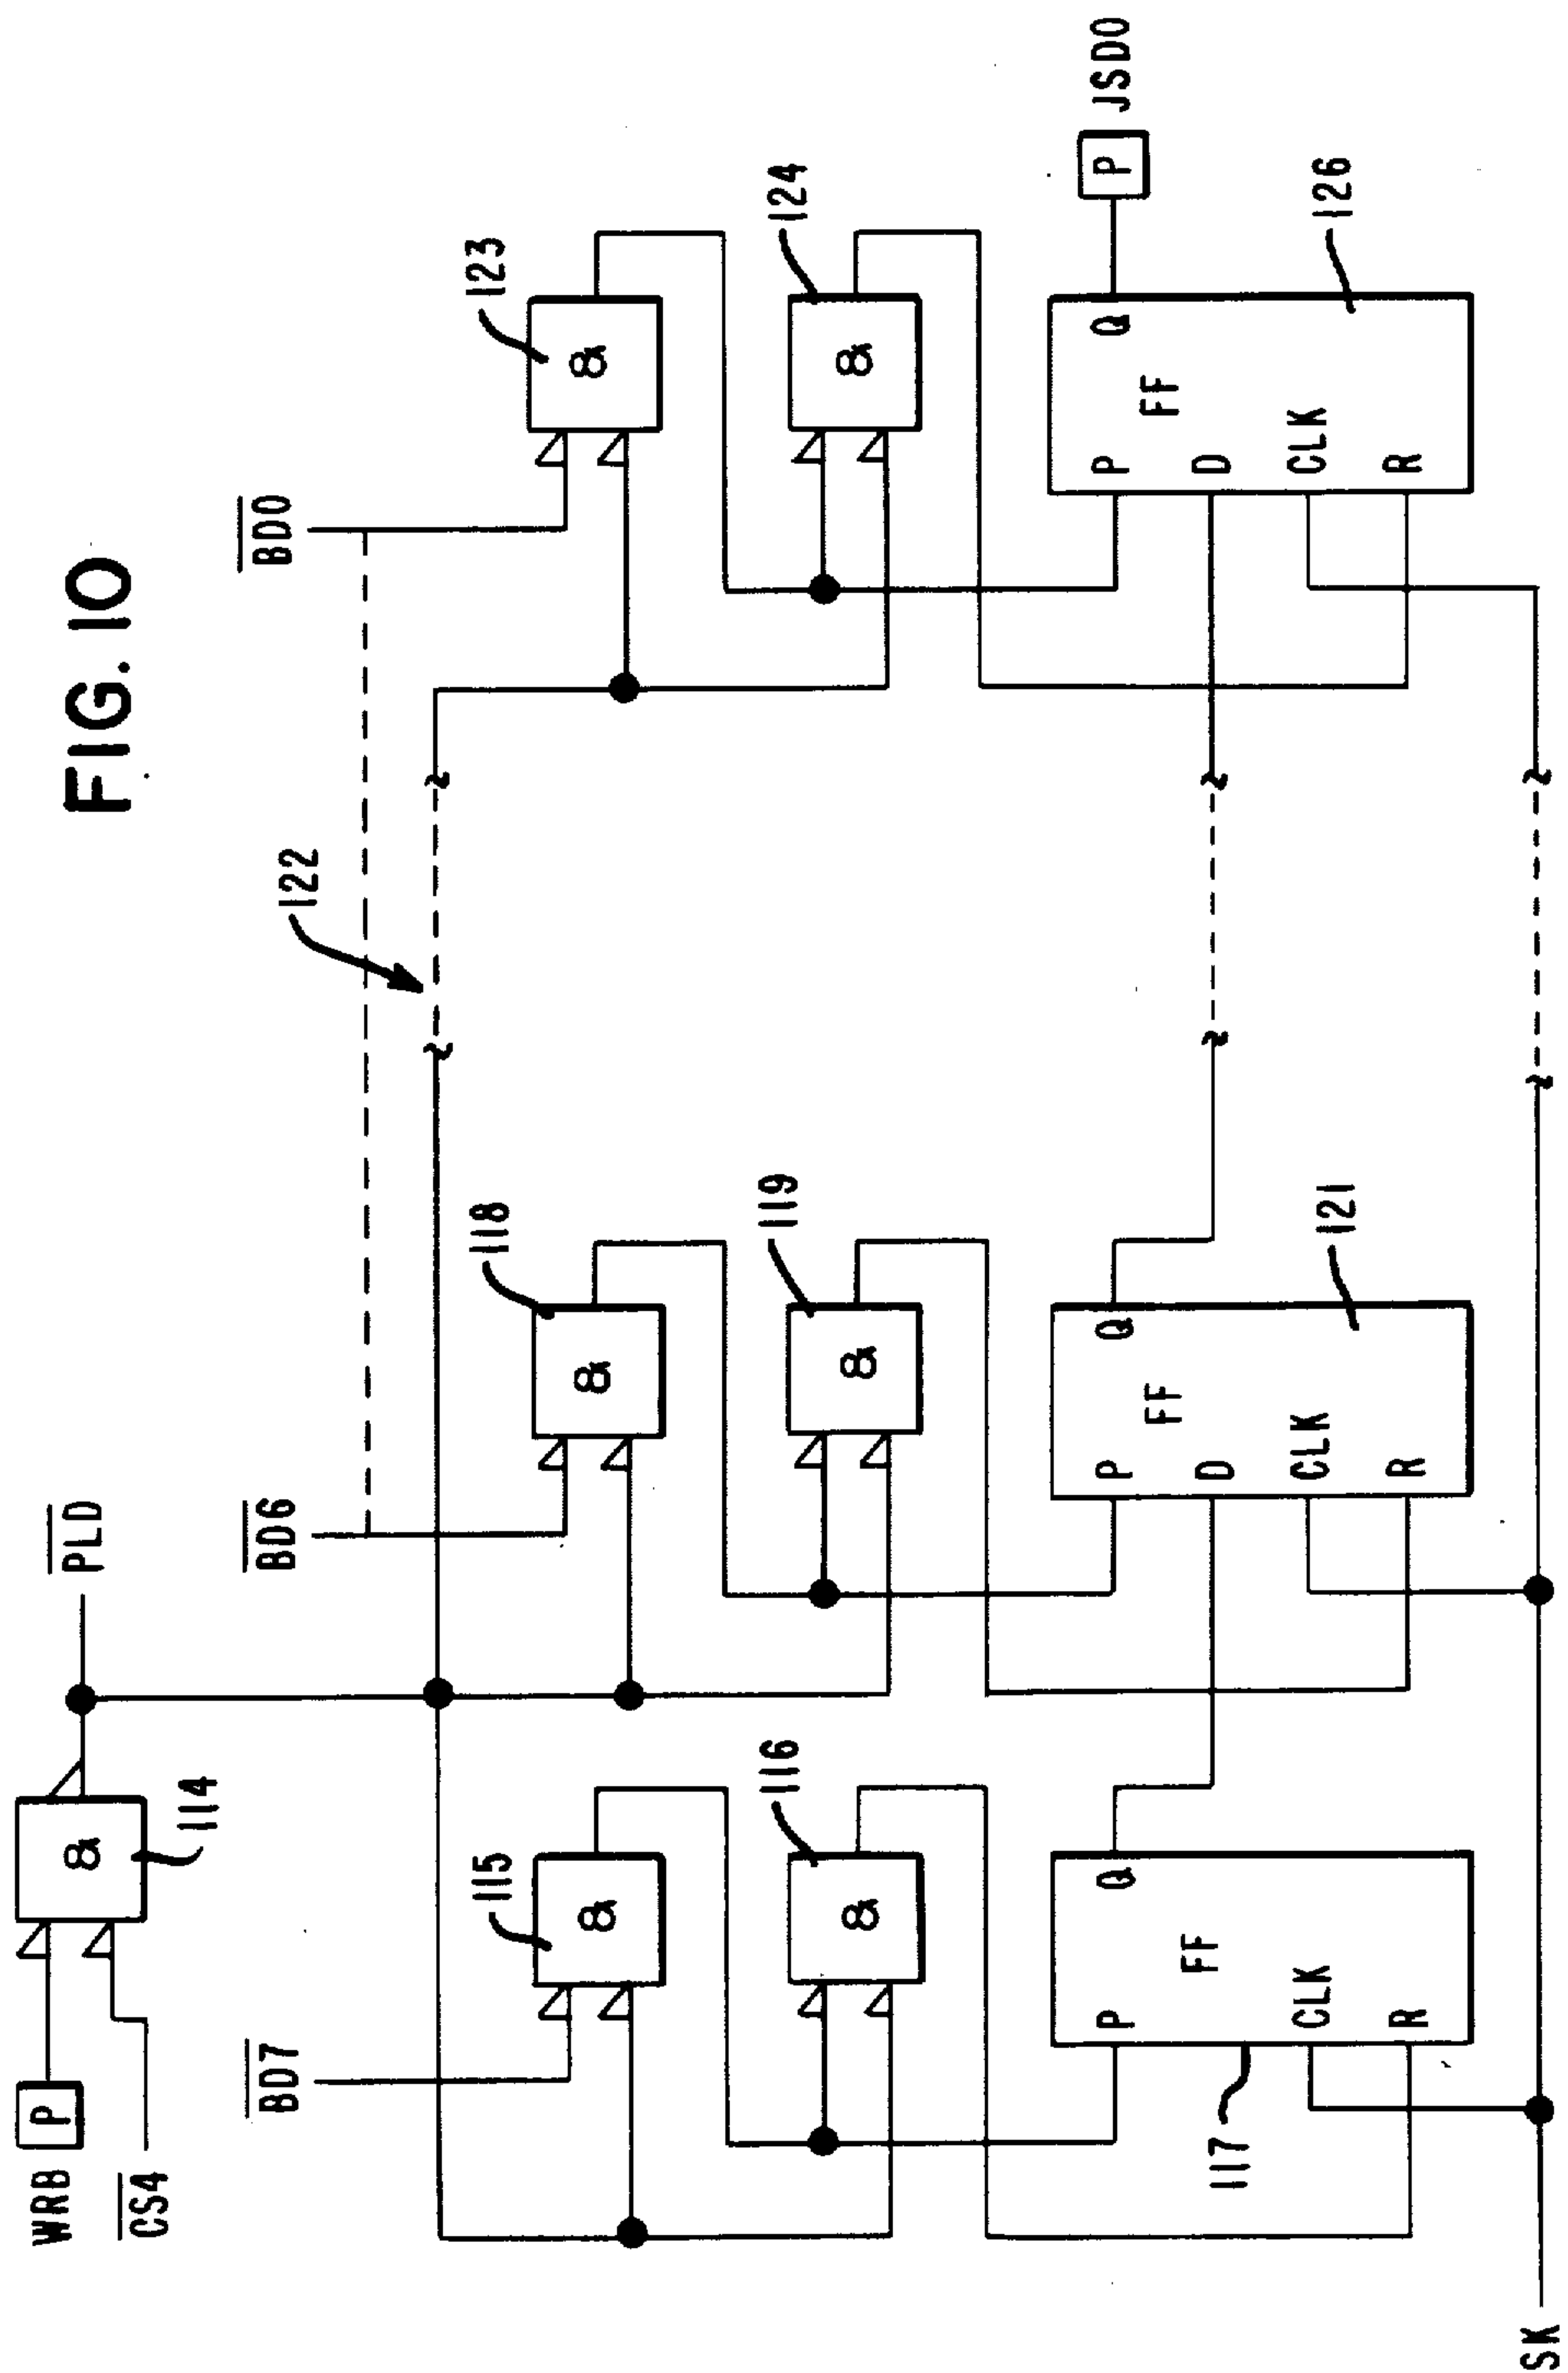 FIG. 10
WRB P
CS4
&
114
PLD
BD7
BD6
BD0
122
115
&
118
&
123
&
116
&
119
&
124
&
P
Q
FF
CLK
R
117
P
Q
D
FF
CLK
R
121
P
Q
D
FF
CLK
R
126
P JSD0
SK